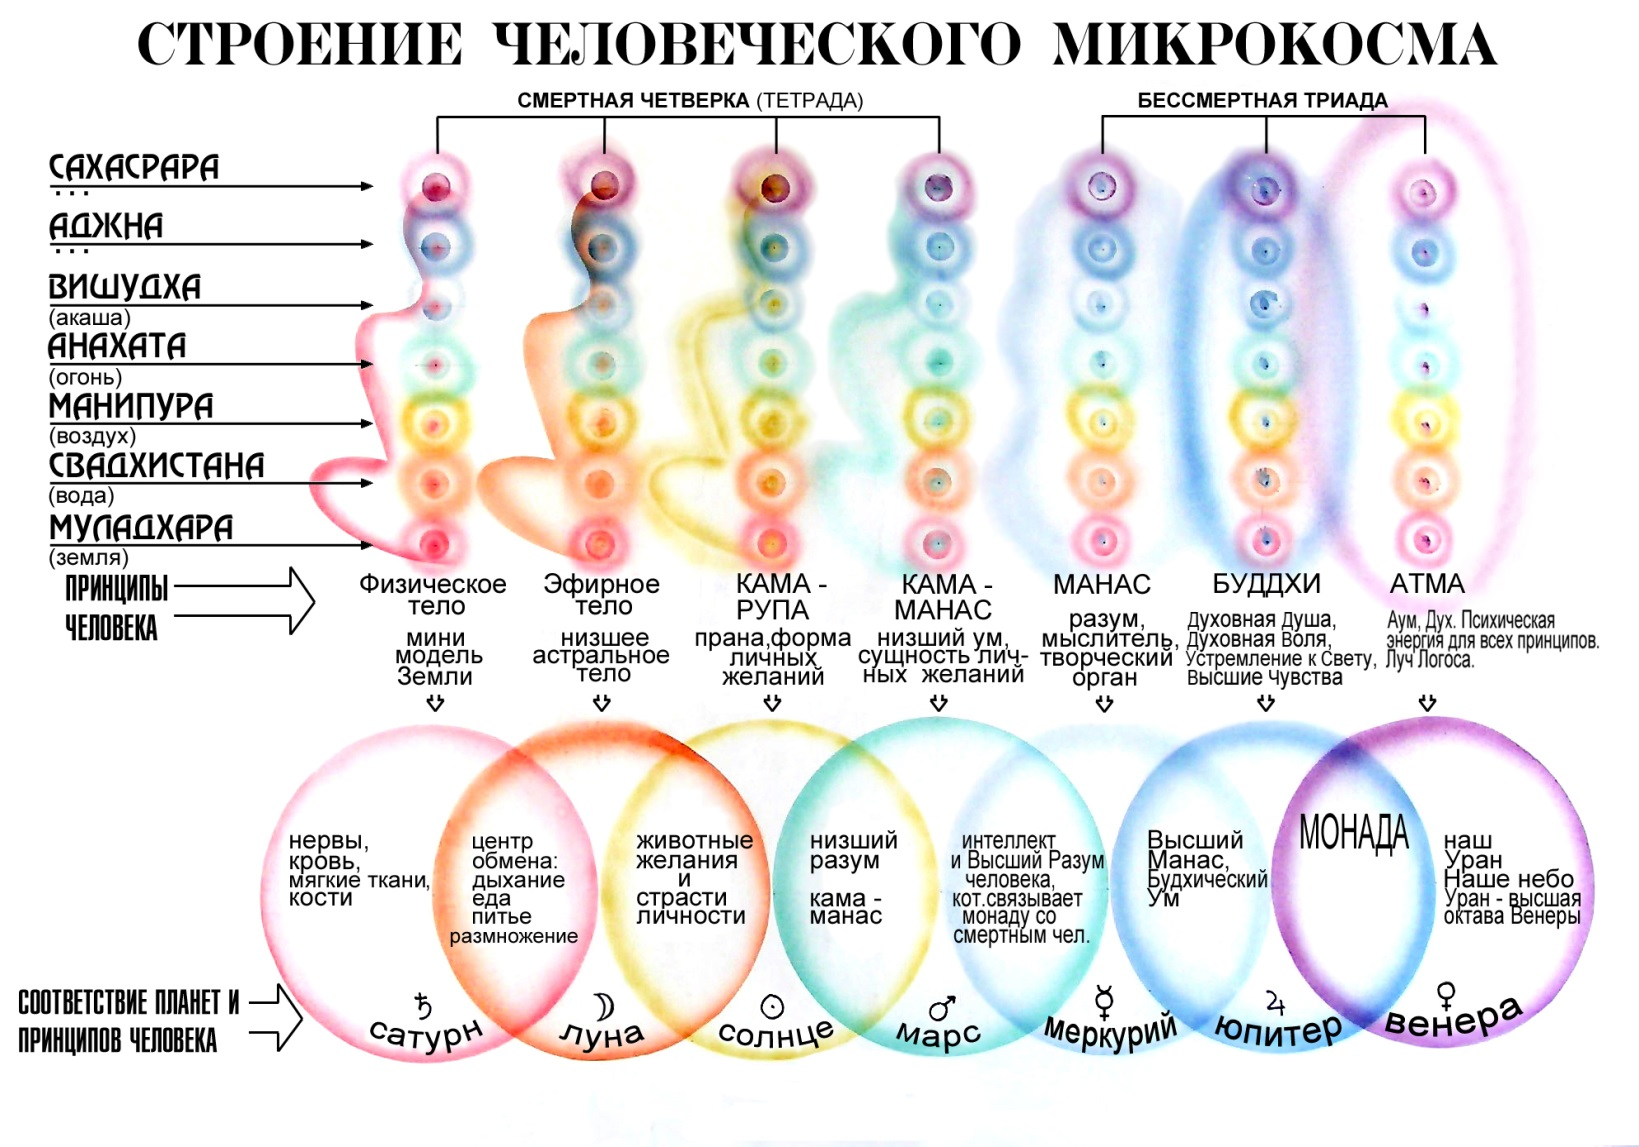 СТРОЕНИЕ ЧЕЛОВЕЧЕСКОГО МИКРОКОСМА
СМЕРТНАЯ ЧЕТВЕРКА (ТЕТРАДА)
БЕССМЕРТНАЯ ТРИАДА
САХАСРАРА
...
АДЖНА
...
ВИШУДХА
(акаша)
АНАХАТА
(огонь)
МАНИПУРА
(воздух)
СВАДХИСТАНА
(вода)
МУЛАДХАРА
(земля)
ПРИНЦИПЫ
ЧЕЛОВЕКА
Физическое
тело
мини
модель
Земли
Эфирное
тело
низшее
астральное
тело
КАМА -
РУПА
прана,форма
личных
желаний
КАМА -
МАНАС
низший ум,
сущность лич-
ных желаний
МАНАС
разум,
мыслитель,
творческий
орган
БУДДХИ
Духовная Душа,
Духовная Воля,
Устремление к Свету,
Высшие Чувства
АТМА
Аум, Дух. Психическая
энергия для всех принципов.
Луч Логоса.
нервы,
кровь,
мягкие ткани,
кости
центр
обмена:
дыхание
еда
питье
размножение
животные
желания
и
страсти
личности
низший
разум
кама -
манас
интеллект
и Высший Разум
человека,
кот.связывает
монаду со
смертным чел.
Высший
Манас,
Будхический
Ум
МОНАДА
наш
Уран
Наше небо
Уран - высшая
октава Венеры
СООТВЕТСТВИЕ ПЛАНЕТ И
ПРИНЦИПОВ ЧЕЛОВЕКА
♄
сатурн
☽
луна
☉
солнце
♂
марс
☿
меркурий
♃
юпитер
♀
венера